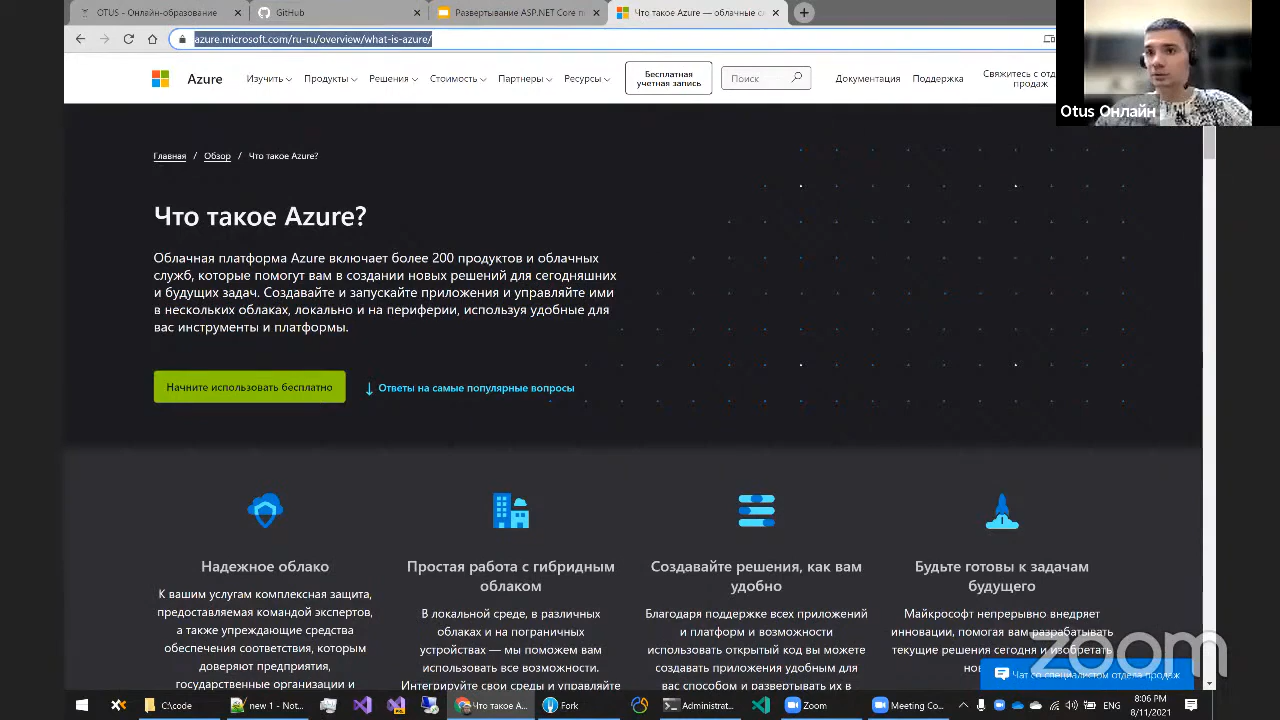 OTUS - Онлайн-образование
GitHub
Развертывание ASP.NET Core п
Что такое Azure — облачные с
azure.microsoft.com/ru-ru/overview/what-is-azure/
Azure
Изучить
Продукты
Решения
Стоимость
Партнеры
Ресурсы
Бесплатная
учетная запись
Поиск
Документация
Поддержка
Свяжитесь с отд
продаж
Otus Онлайн
Главная / Обзор / Что такое Azure?
Что такое Azure?
Облачная платформа Azure включает более 200 продуктов и облачных
служб, которые помогут вам в создании новых решений для сегодняшних
и будущих задач. Создавайте и запускайте приложения и управляйте ими
в нескольких облаках, локально и на периферии, используя удобные для
вас инструменты и платформы.
Начните использовать бесплатно
↓ Ответы на самые популярные вопросы
Надежное облако
К вашим услугам комплексная защита,
предоставляемая командой экспертов,
а также упреждающие средства
обеспечения соответствия, которым
доверяют предприятия,
государственные организации и
Простая работа с гибридным
облаком
В локальной среде, в различных
облаках и на пограничных
устройствах — мы поможем вам
использовать все возможности.
Интегрируйте свои среды и управляйте
Создавайте решения, как вам
удобно
Благодаря поддержке всех приложений
и платформ и возможности
использовать открытый код вы можете
создавать приложения удобным для
вас способом и развертывать их в
Будьте готовы к задачам
будущего
Майкрософт непрерывно внедряет
инновации, помогая вам разрабатывать
текущие решения сегодня и изобретать
zoom
Чат со специалистом отдела продаж
C:\code
new 1 - Not...
Что такое A...
Fork
Administrat...
Zoom
Meeting Co...
ENG
8:06 PM
8/11/2021